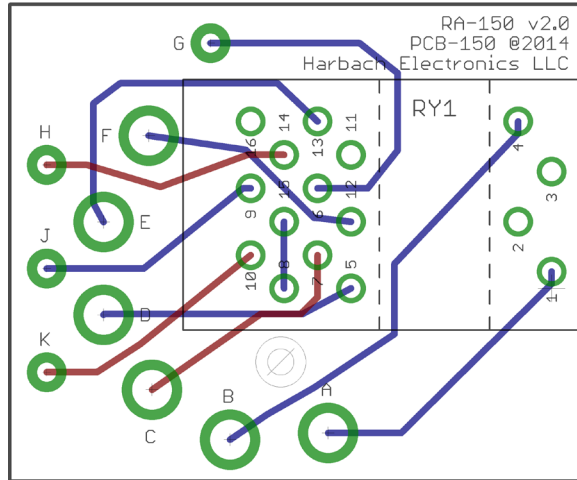 RA-150 v2.0
PCB-150 @2014
Harbach Electronics LLC
G
RY1
F
H
16
14
13
11
4
3
15
12
9
6
E
2
J
10
8
7
5
1
D
K
C
B
A